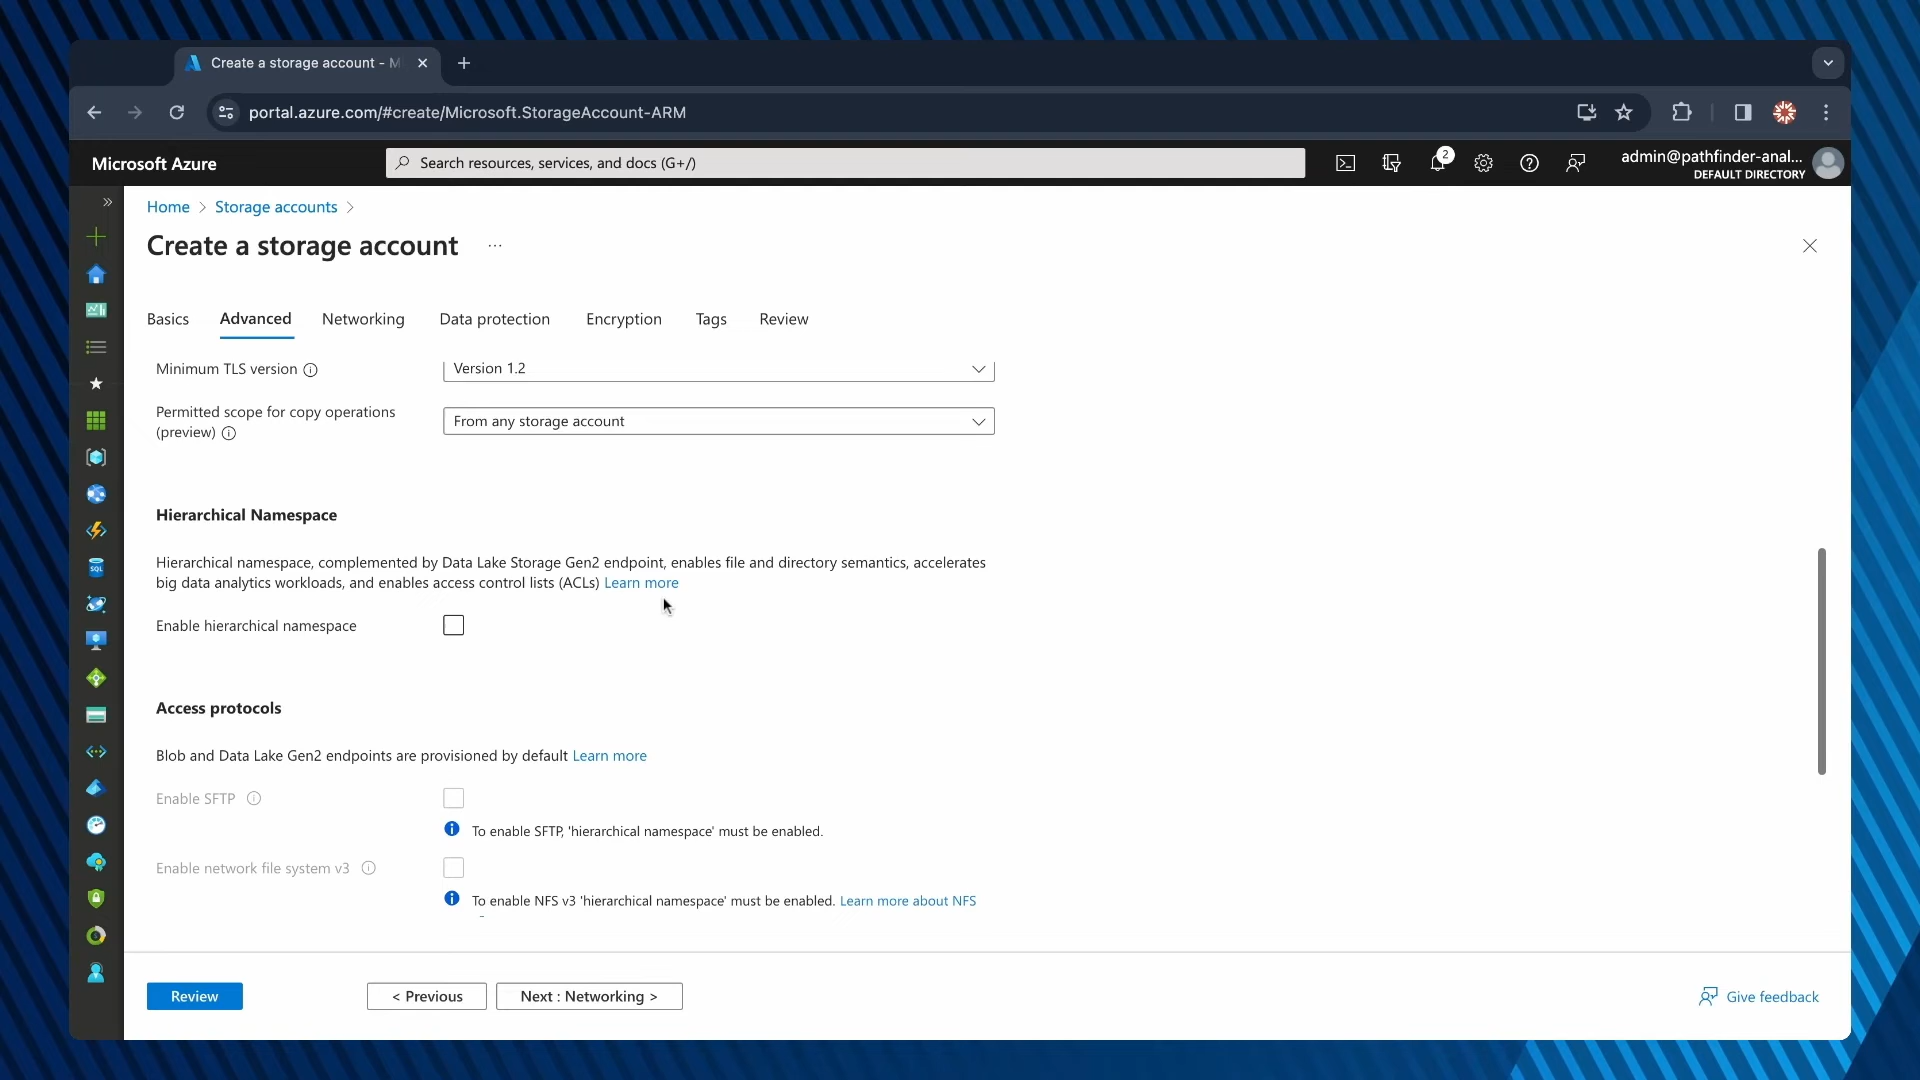 Create a storage account - M
portal.azure.com/#create/Microsoft.StorageAccount-ARM
Microsoft Azure
Search resources, services, and docs (G+/)
2
admin@pathfinder-anal...
DEFAULT DIRECTORY
Home > Storage accounts >
Create a storage account ...
Basics Advanced Networking Data protection Encryption Tags Review
Minimum TLS version
Version 1.2
Permitted scope for copy operations
(preview)
From any storage account
Hierarchical Namespace
Hierarchical namespace, complemented by Data Lake Storage Gen2 endpoint, enables file and directory semantics, accelerates
big data analytics workloads, and enables access control lists (ACLs) Learn more
Enable hierarchical namespace
Access protocols
Blob and Data Lake Gen2 endpoints are provisioned by default Learn more
Enable SFTP
To enable SFTP, 'hierarchical namespace' must be enabled.
Enable network file system v3
To enable NFS v3 'hierarchical namespace' must be enabled. Learn more about NFS
Review
< Previous
Next : Networking >
Give feedback